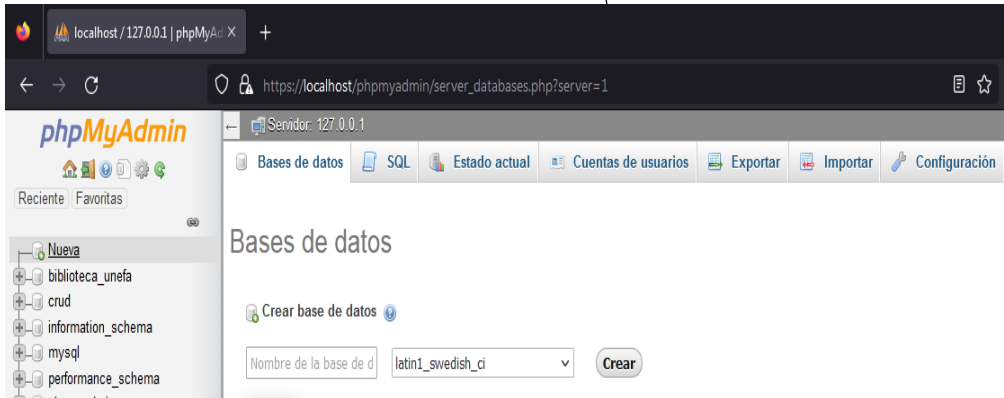 localhost / 127.0.0.1 | phpMyAd
https://localhost/phpmyadmin/server_databases.php?server=1
phpMyAdmin
Reciente Favoritas
Nueva
biblioteca_unefa
crud
information_schema
mysql
performance_schema
Servidor: 127.0.0.1
Bases de datos SQL Estado actual Cuentas de usuarios Exportar Importar Configuración
Bases de datos
Crear base de datos
Nombre de la base de d latin1_swedish_ci Crear